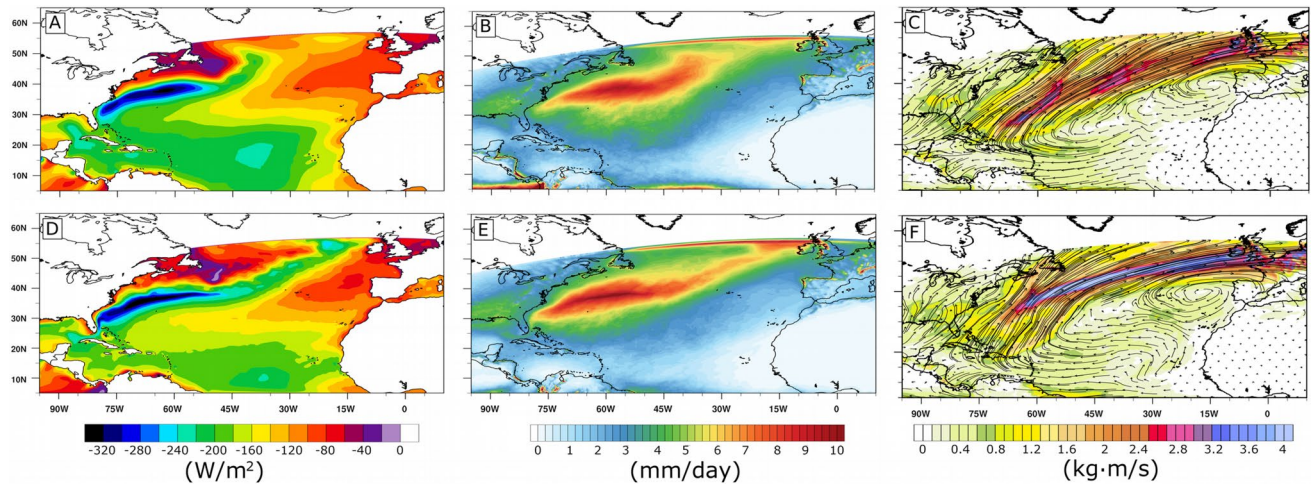 A
B
C
60N
50N
40N
30N
20N
10N
D
E
F
60N
50N
40N
30N
20N
10N
90W 75W 60W 45W 30W 15W 0
90W 75W 60W 45W 30W 15W 0
90W 75W 60W 45W 30W 15W 0
-320 -280 -240 -200 -160 -120 -80 -40 0
0 1 2 3 4 5 6 7 8 9 10
0 0.4 0.8 1.2 1.6 2 2.4 2.8 3.2 3.6 4
(W/m²)
(mm/day)
(kg·m/s)